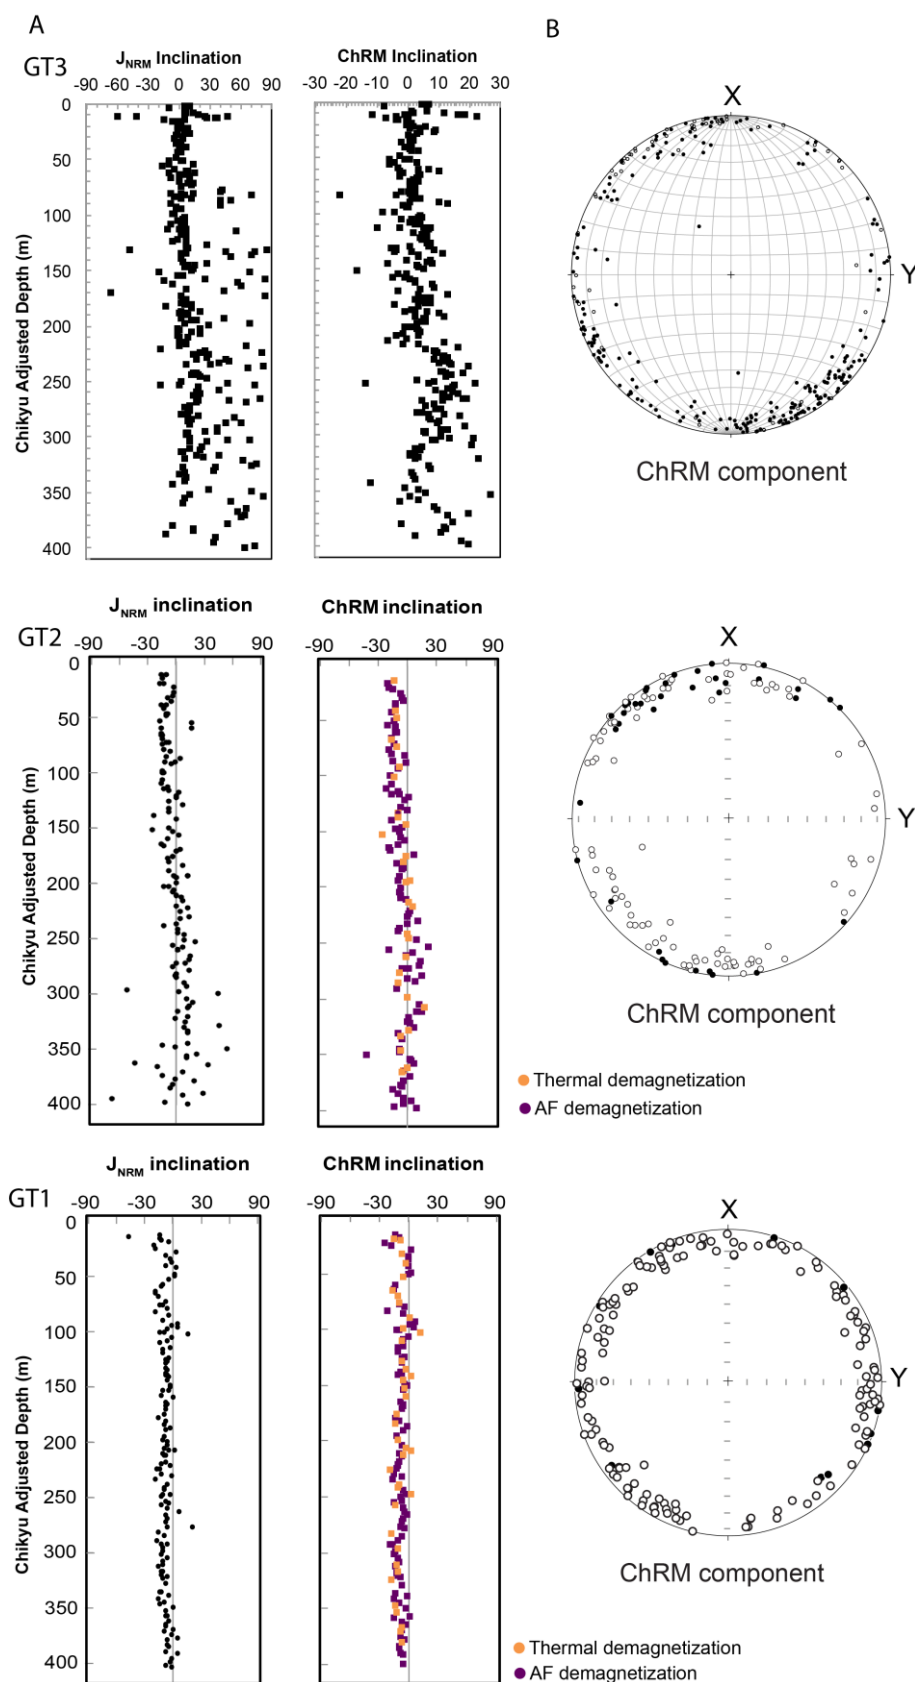 A
B
GT3
J_NRM Inclination
-90 -60 -30 0 30 60 90
ChRM Inclination
-30 -20 -10 0 10 20 30
Chikyu Adjusted Depth (m)
0
50
100
150
200
250
300
350
400
X
Y
ChRM component
GT2
J_NRM inclination
-90 -30 30 90
ChRM inclination
-90 -30 30 90
Chikyu Adjusted Depth (m)
0
50
100
150
200
250
300
350
400
X
Y
ChRM component
Thermal demagnetization
AF demagnetization
GT1
J_NRM inclination
-90 -30 30 90
ChRM inclination
-90 -30 30 90
Chikyu Adjusted Depth (m)
0
50
100
150
200
250
300
350
400
X
Y
ChRM component
Thermal demagnetization
AF demagnetization